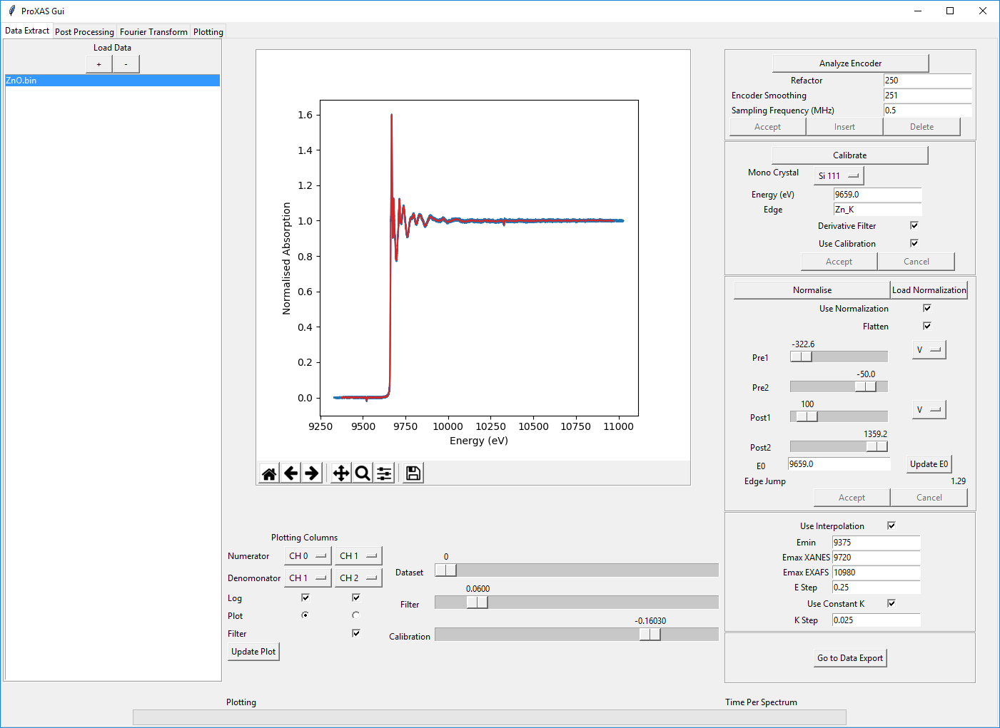 ProXAS Gui
Data Extract Post Processing Fourier Transform Plotting
Load Data
+ -
ZnO.bin
1.6
1.4
1.2
1.0
0.8
0.6
0.4
0.2
0.0
Normalised Absorption
9250 9500 9750 10000 10250 10500 10750 11000
Energy (eV)
Plotting Columns
Numerator CH 0 CH 1
Denomonator CH 1 CH 2
Log
Plot
Filter
Update Plot
0
Dataset
0.0600
Filter
-0.16030
Calibration
Analyze Encoder
Refactor 250
Encoder Smoothing 251
Sampling Frequency (MHz) 0.5
Accept Insert Delete
Calibrate
Mono Crystal Si 111
Energy (eV) 9659.0
Edge Zn_K
Derivative Filter
Use Calibration
Accept Cancel
Normalise Load Normalization
Use Normalization
Flatten
-322.6
Pre1 V
-50.0
Pre2
100
Post1 V
1359.2
Post2
E0 9659.0 Update E0
Edge Jump 1.29
Accept Cancel
Use Interpolation
Emin 9375
Emax XANES 9720
Emax EXAFS 10980
E Step 0.25
Use Constant K
K Step 0.025
Go to Data Export
Plotting
Time Per Spectrum